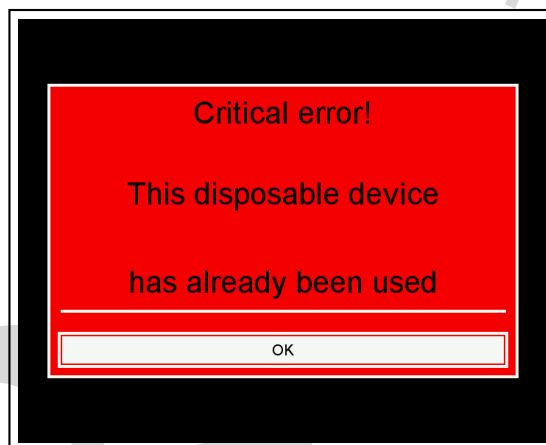 Critical error!
This disposable device
has already been used
OK